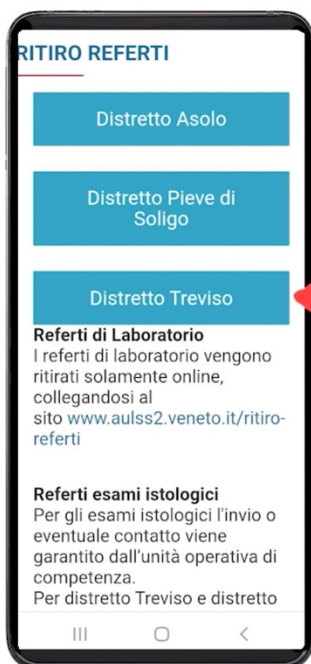 RITIRO REFERTI
Distretto Asolo
Distretto Pieve di
Soligo
Distretto Treviso
Referti di Laboratorio
I referti di laboratorio vengono
ritirati solamente online,
collegandosi al
sito www.aulss2.veneto.it/ritiro-
referti
Referti esami istologici
Per gli esami istologici l'invio o
eventuale contatto viene
garantito dall'unità operativa di
competenza.
Per distretto Treviso e distretto